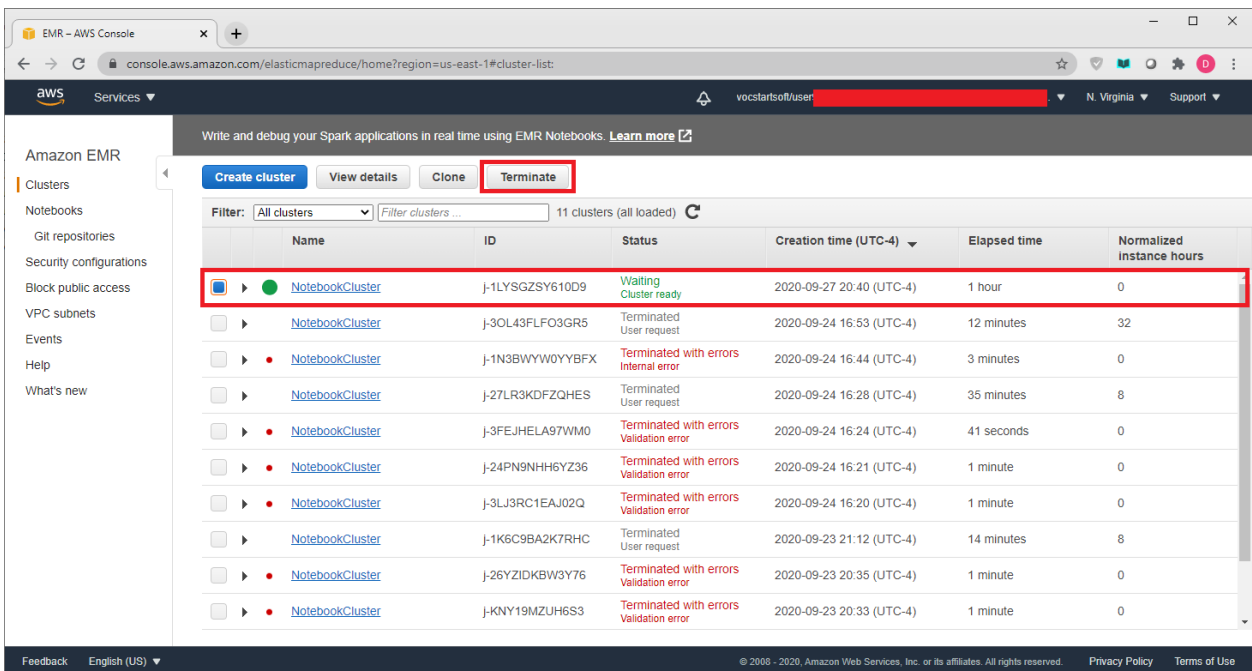 EMR – AWS Console
console.aws.amazon.com/elasticmapreduce/home?region=us-east-1#cluster-list:
D
aws
Services
vocstartsoft/user
N. Virginia
Support
Amazon EMR
Clusters
Notebooks
Git repositories
Security configurations
Block public access
VPC subnets
Events
Help
What's new
Write and debug your Spark applications in real time using EMR Notebooks. Learn more
Create cluster View details Clone Terminate
Filter: All clusters Filter clusters ... 11 clusters (all loaded)
Name ID Status Creation time (UTC-4) Elapsed time Normalized instance hours
NotebookCluster j-1LYSGZSY610D9 Waiting 2020-09-27 20:40 (UTC-4) 1 hour 0
Cluster ready
NotebookCluster j-3OL43FLFO3GR5 Terminated 2020-09-24 16:53 (UTC-4) 12 minutes 32
User request
NotebookCluster j-1N3BWYW0YYBFX Terminated with errors 2020-09-24 16:44 (UTC-4) 3 minutes 0
Internal error
NotebookCluster j-27LR3KDFZQHES Terminated 2020-09-24 16:28 (UTC-4) 35 minutes 8
User request
NotebookCluster j-3FEJHELA97WM0 Terminated with errors 2020-09-24 16:24 (UTC-4) 41 seconds 0
Validation error
NotebookCluster j-24PN9NHH6YZ36 Terminated with errors 2020-09-24 16:21 (UTC-4) 1 minute 0
Validation error
NotebookCluster j-3LJ3RC1EAJ02Q Terminated with errors 2020-09-24 16:20 (UTC-4) 1 minute 0
Validation error
NotebookCluster j-1K6C9BA2K7RHC Terminated 2020-09-23 21:12 (UTC-4) 14 minutes 8
User request
NotebookCluster j-26YZIDKBW3Y76 Terminated with errors 2020-09-23 20:35 (UTC-4) 1 minute 0
Validation error
NotebookCluster j-KNY19MZUH6S3 Terminated with errors 2020-09-23 20:33 (UTC-4) 1 minute 0
Validation error
Feedback English (US) © 2008 - 2020, Amazon Web Services, Inc. or its affiliates. All rights reserved. Privacy Policy Terms of Use